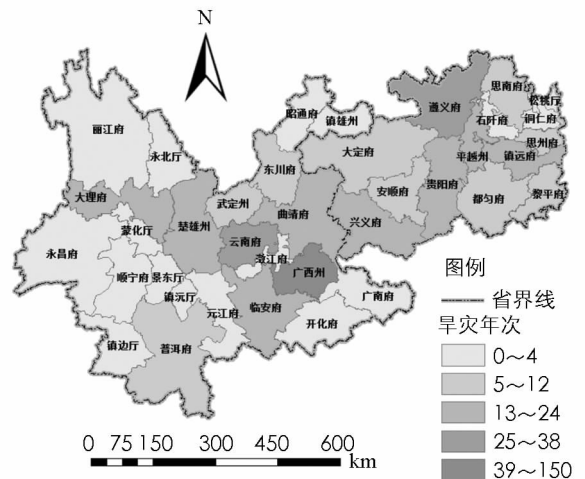 N
思南府
松铳厅
遵义府
石阡府
铜仁府
昭通府
镇雄州
丽江府
永北厅
大定府
平越州
镇远府
思州府
东川府
安顺府
贵阳府
大理府
武定州
都匀府
黎平府
楚雄州
曲靖府
兴义府
蒙化厅
云南府
永昌府
澂江府
广西州
顺宁府
景东厅
镇沅厅
元江府
临安府
广南府
开化府
镇边厅
普洱府
图例
省界线
旱灾年次
0～4
5～12
13～24
25～38
39～150
0 75 150 300 450 600
km